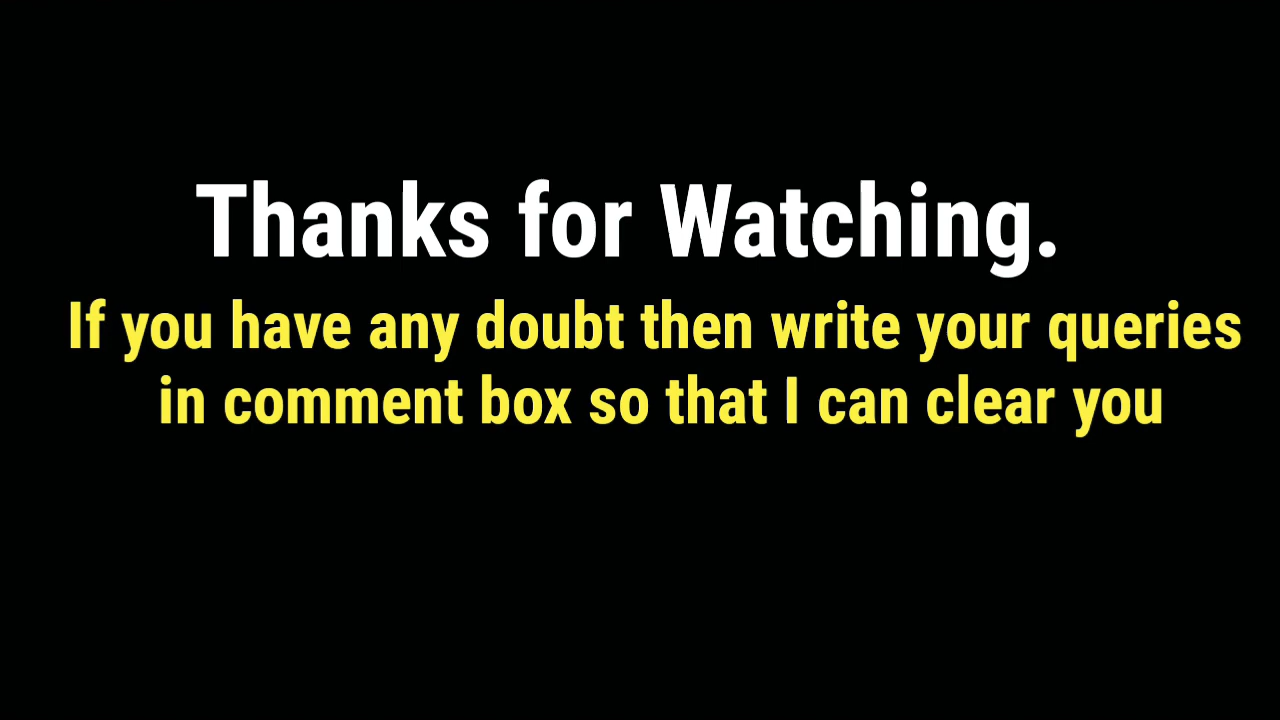 Thanks for Watching.
If you have any doubt then write your queries
in comment box so that I can clear you